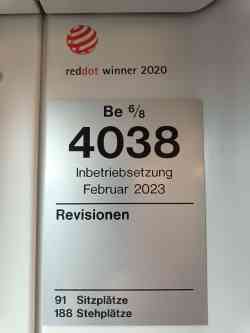 reddot winner 2020
Be 6/8
4038
Inbetriebsetzung
Februar 2023
Revisionen
91 Sitzplätze
188 Stehplätze